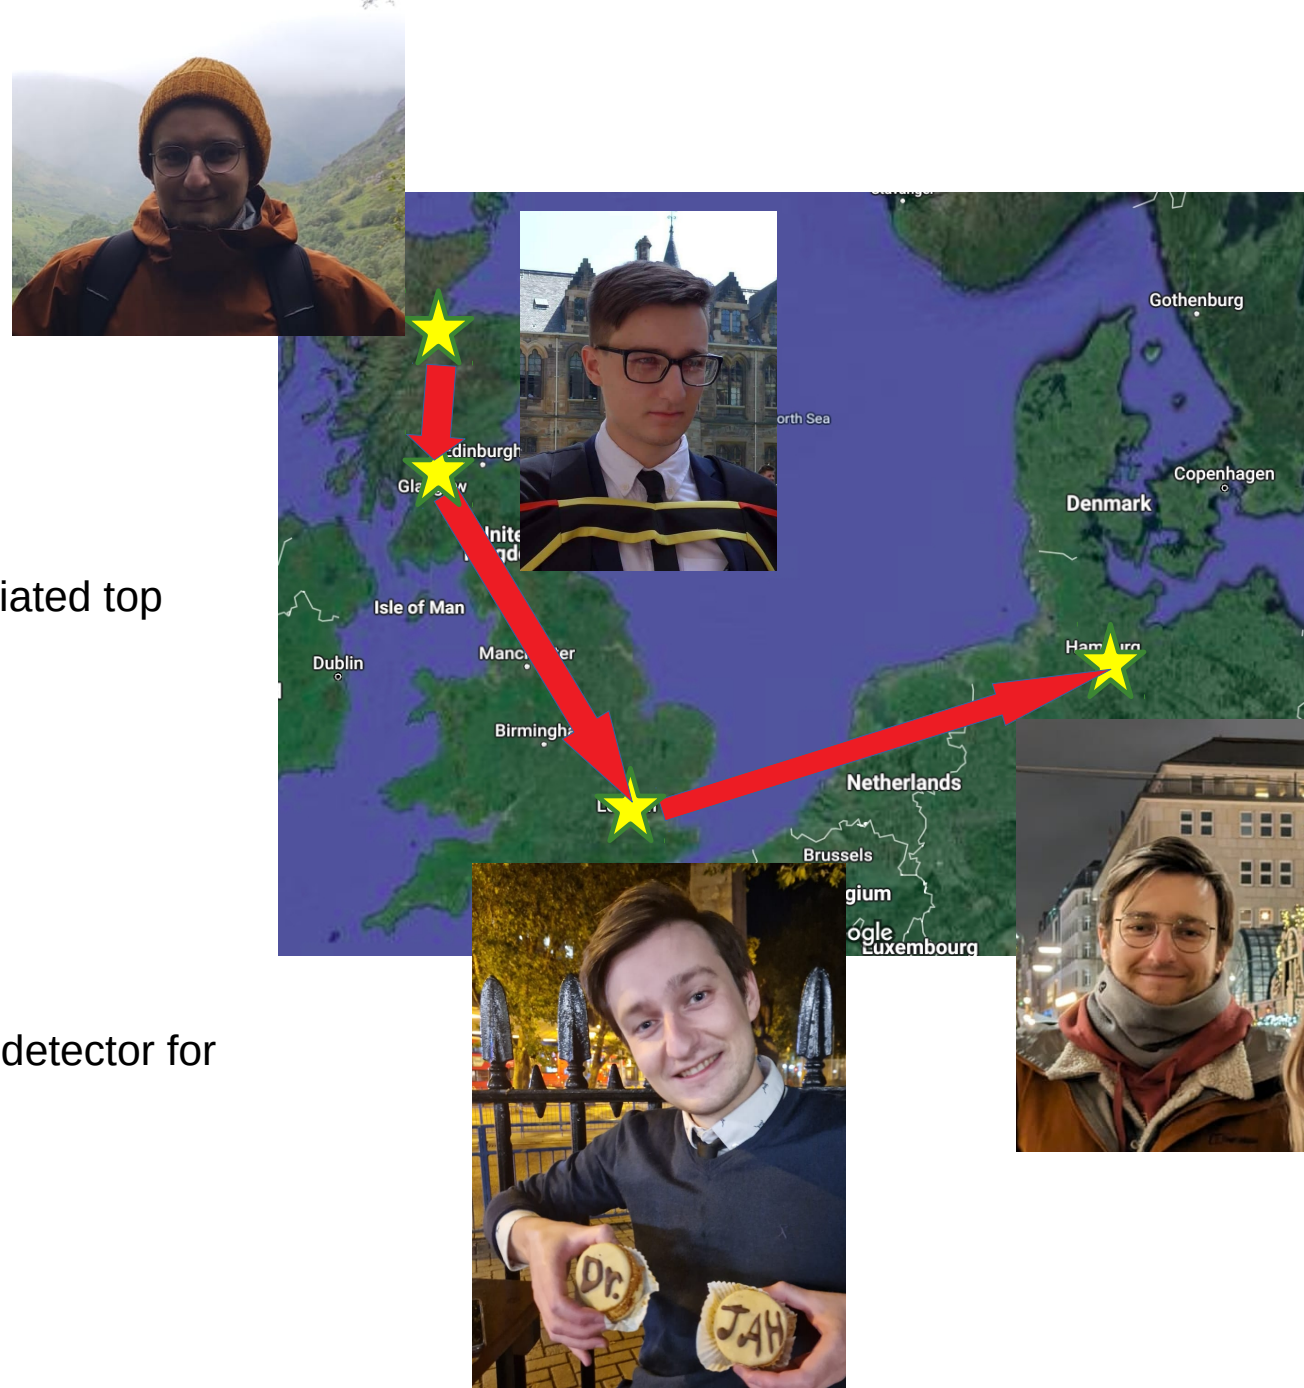 Gothenburg
orth Sea
Edinburgh
Copenhagen
Denmark
iated top
Isle of Man
Dublin
Birmingha
Netherlands
Brussels
gium
ogle
Luxembourg
detector for
Dr.
JAH